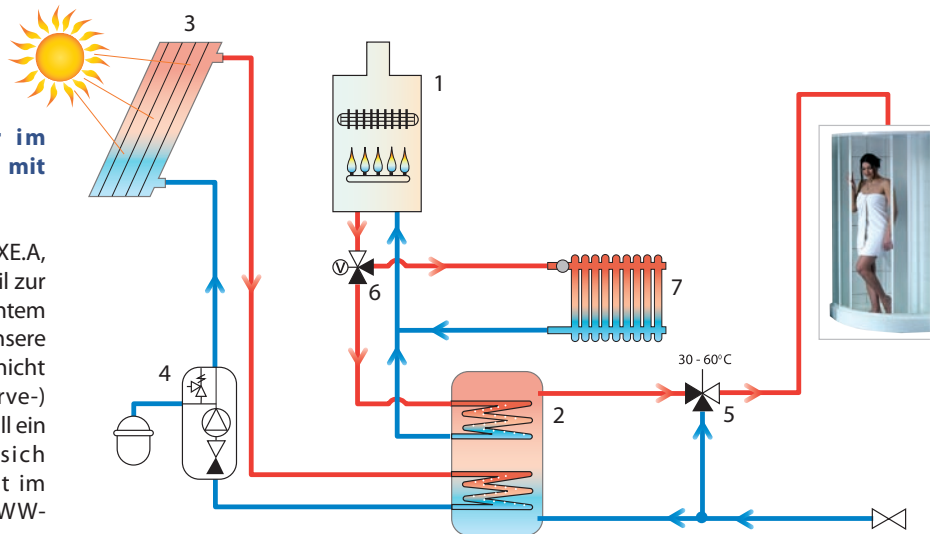 3
1
im
mit
XE.A,
il zur
ntem
nsere
nicht
rve-)
ll ein
sich
t im
WW-
V
6
7
4
2
30 - 60°C
5